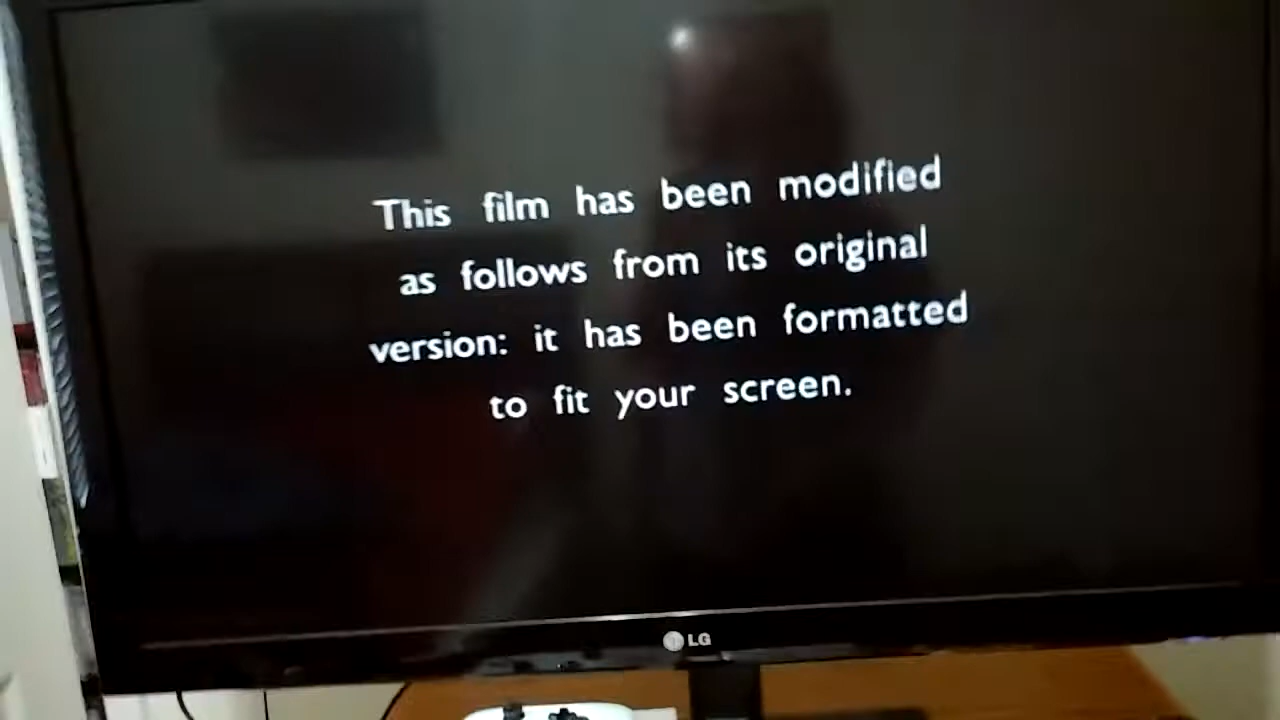 This film has been modified
as follows from its original
version: it has been formatted
to fit your screen.
LG